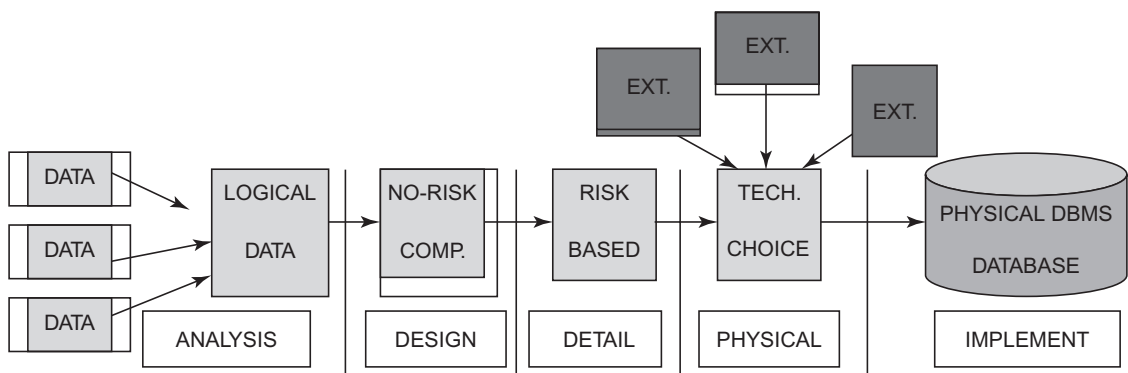 EXT.
EXT.
EXT.
DATA
DATA
DATA
LOGICAL
DATA
NO-RISK
COMP.
RISK
BASED
TECH.
CHOICE
PHYSICAL DBMS
DATABASE
ANALYSIS
DESIGN
DETAIL
PHYSICAL
IMPLEMENT